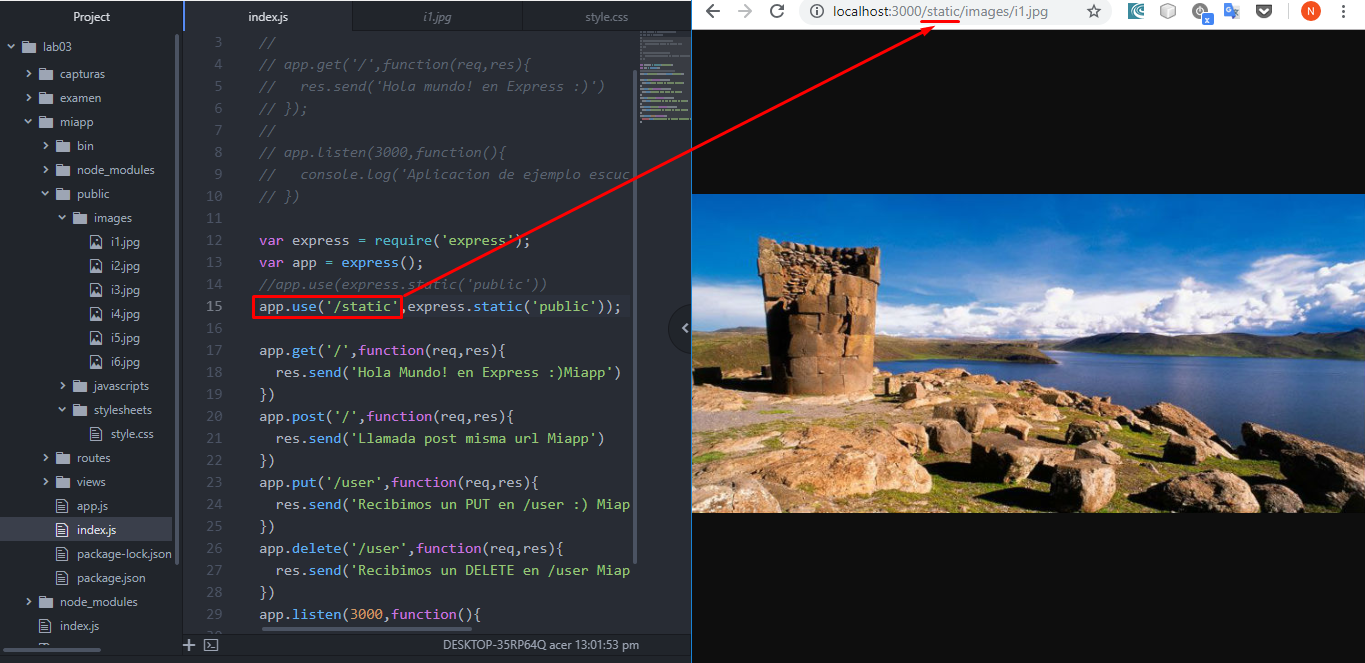 Project
lab03
capturas
examen
miapp
bin
node_modules
public
images
i1.jpg
i2.jpg
i3.jpg
i4.jpg
i5.jpg
i6.jpg
javascripts
stylesheets
style.css
routes
views
app.js
index.js
package-lock.json
package.json
node_modules
index.js
index.js i1.jpg style.css
3 //
4 // app.get('/',function(req,res){
5 //   res.send('Hola mundo! en Express :)')
6 // });
7 //
8 // app.listen(3000,function(){
9 //   console.log('Aplicacion de ejemplo escuc
10 // })
11
12 var express = require('express');
13 var app = express();
14 //app.use(express.static('public'))
15 app.use('/static',express.static('public'));
16
17 app.get('/',function(req,res){
18   res.send('Hola Mundo! en Express :)Miapp')
19 })
20 app.post('/',function(req,res){
21   res.send('Llamada post misma url Miapp')
22 })
23 app.put('/user',function(req,res){
24   res.send('Recibimos un PUT en /user :) Miap
25 })
26 app.delete('/user',function(req,res){
27   res.send('Recibimos un DELETE en /user Miap
28 })
29 app.listen(3000,function(){
DESKTOP-35RP64Q acer 13:01:53 pm
localhost:3000/static/images/i1.jpg
N